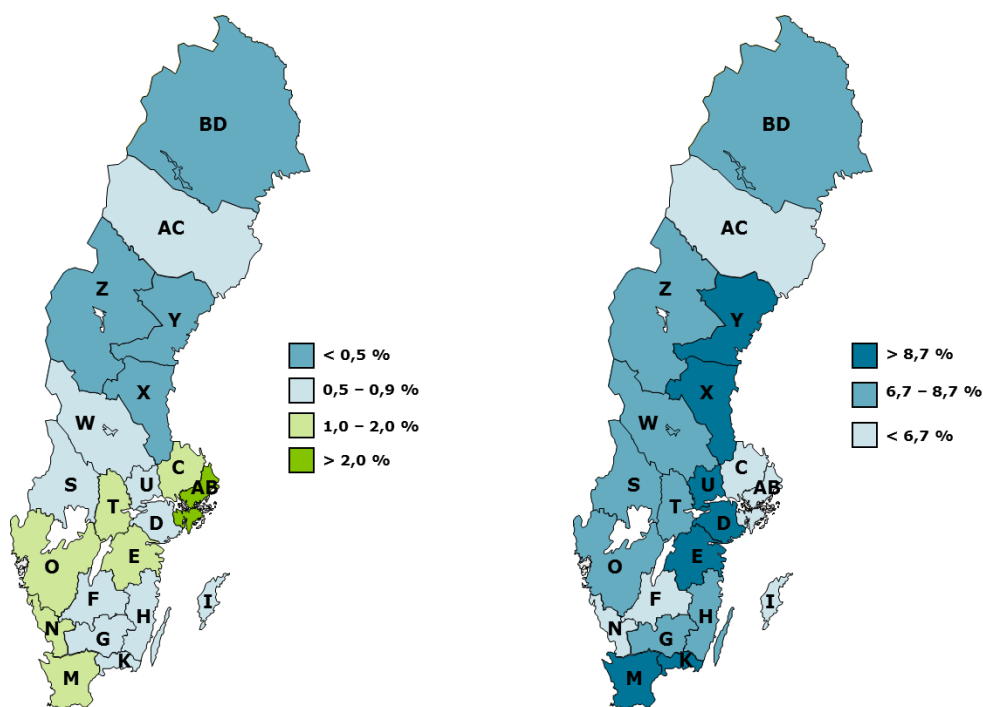 BD
AC
Z
Y
X
W
S
U
C
AB
T
D
O
E
F
H
I
N
G
K
M
< 0,5 %
0,5 – 0,9 %
1,0 – 2,0 %
> 2,0 %
BD
AC
Z
Y
X
W
S
U
C
AB
T
D
O
E
F
H
I
N
G
K
M
> 8,7 %
6,7 – 8,7 %
< 6,7 %